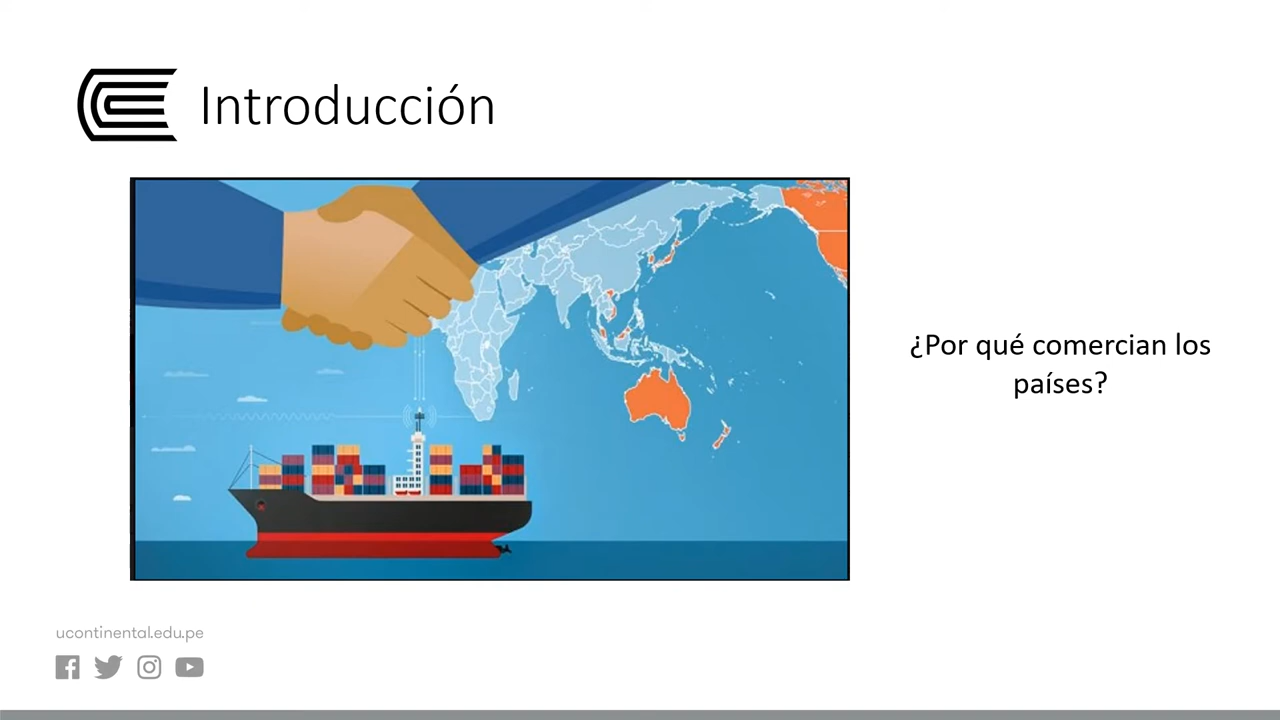 Introducción
¿Por qué comercian los
países?
ucontinental.edu.pe